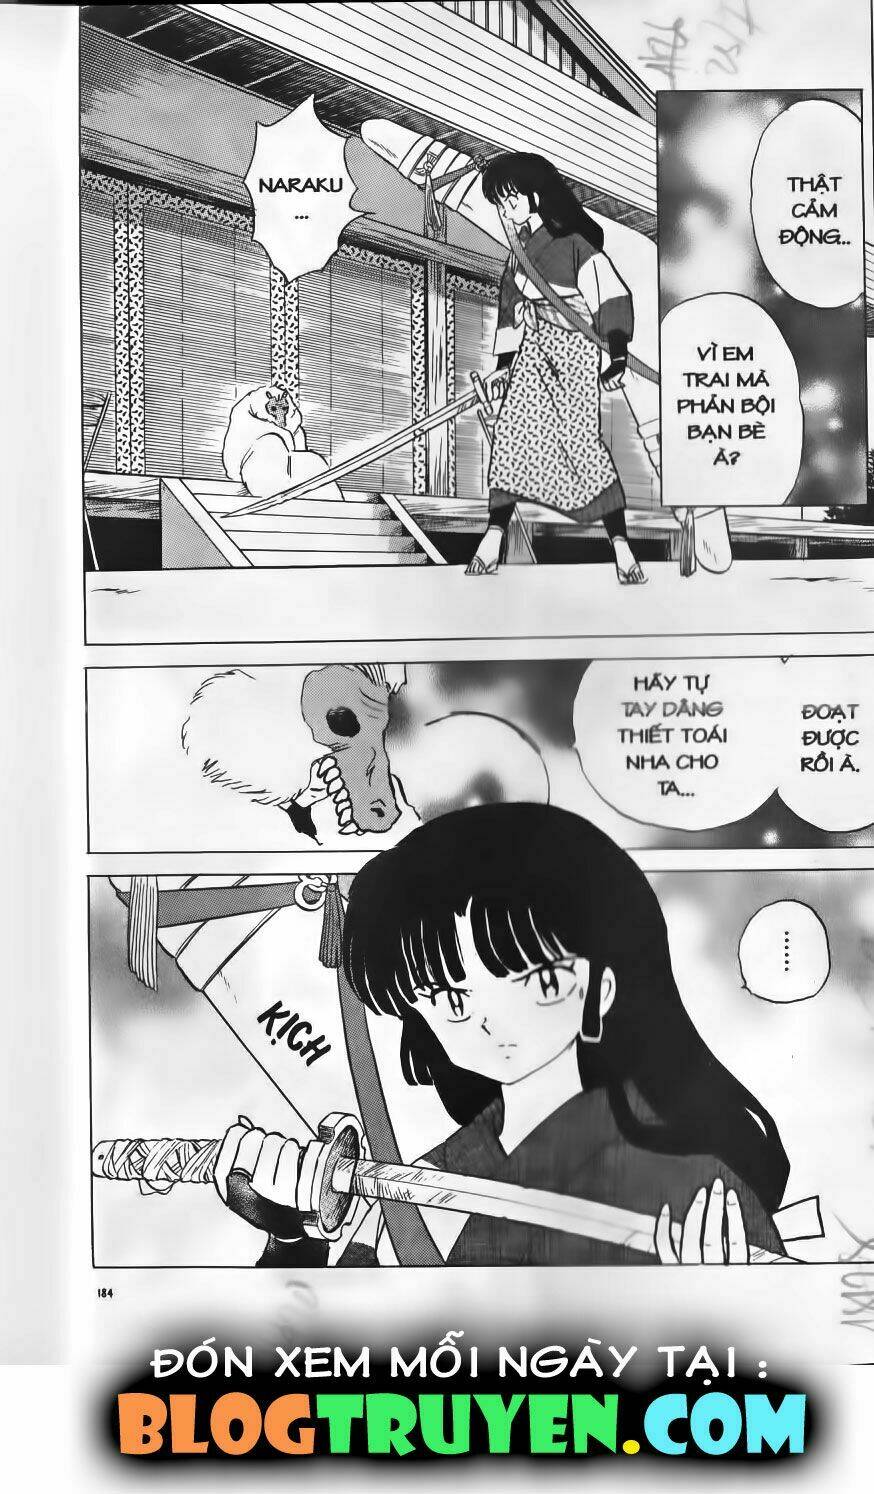 THẬT
CẢM
ĐỘNG..
VÌ EM
TRAI MÀ
PHẢN BỘI
BẠN BÈ
À?
NARAKU
...
ĐOẠT
ĐƯỢC
RỒI À.
HÃY TỰ
TAY DÂNG
THIẾT TOÁI
NHA CHO
TA...
......
KỊCH
184
ĐÓN XEM MỖI NGÀY TẠI :
BLOGTRUYEN.COM